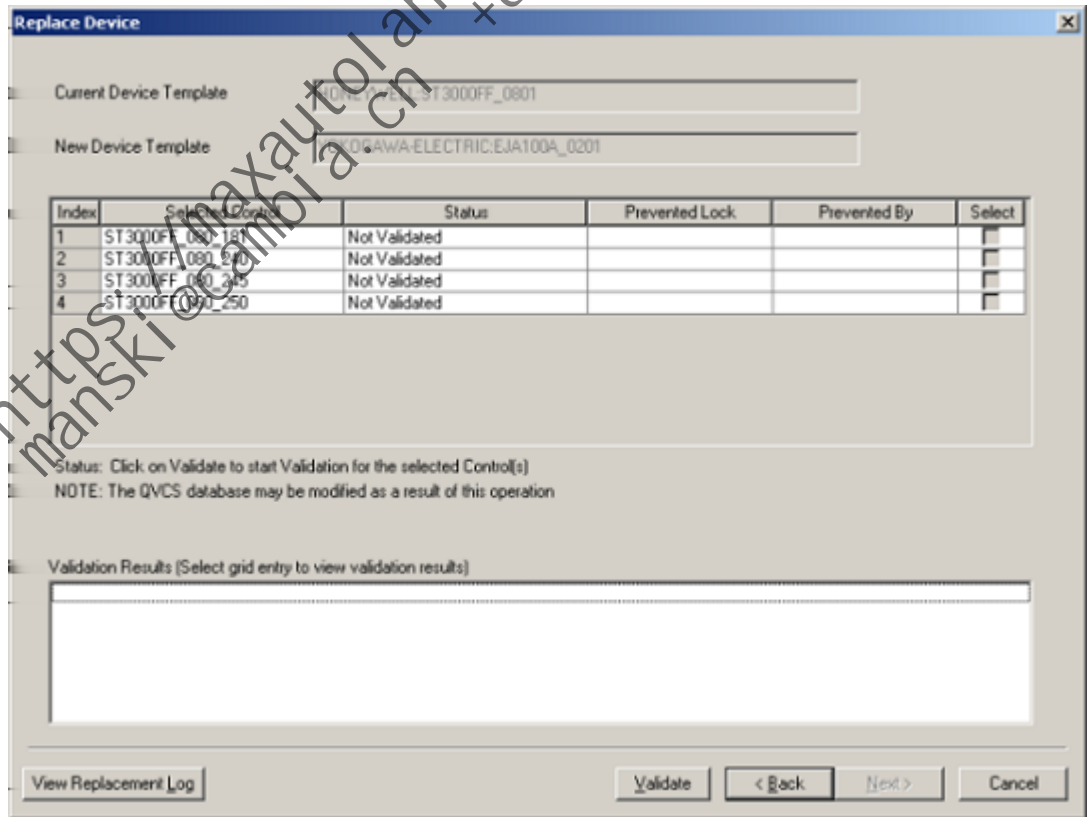 Replace Device
Current Device Template HONEYWELL:ST3000FF_0801
New Device Template YOKOGAWA-ELECTRIC:EJA100A_0201
Index Selected Control Status Prevented Lock Prevented By Select
1 ST3000FF_080_181 Not Validated
2 ST3000FF_080_240 Not Validated
3 ST3000FF_080_245 Not Validated
4 ST3000FF_080_250 Not Validated
Status: Click on Validate to start Validation for the selected Control(s)
NOTE: The QVCS database may be modified as a result of this operation
Validation Results (Select grid entry to view validation results)
View Replacement Log Validate < Back Next > Cancel
manski@cambia.cn